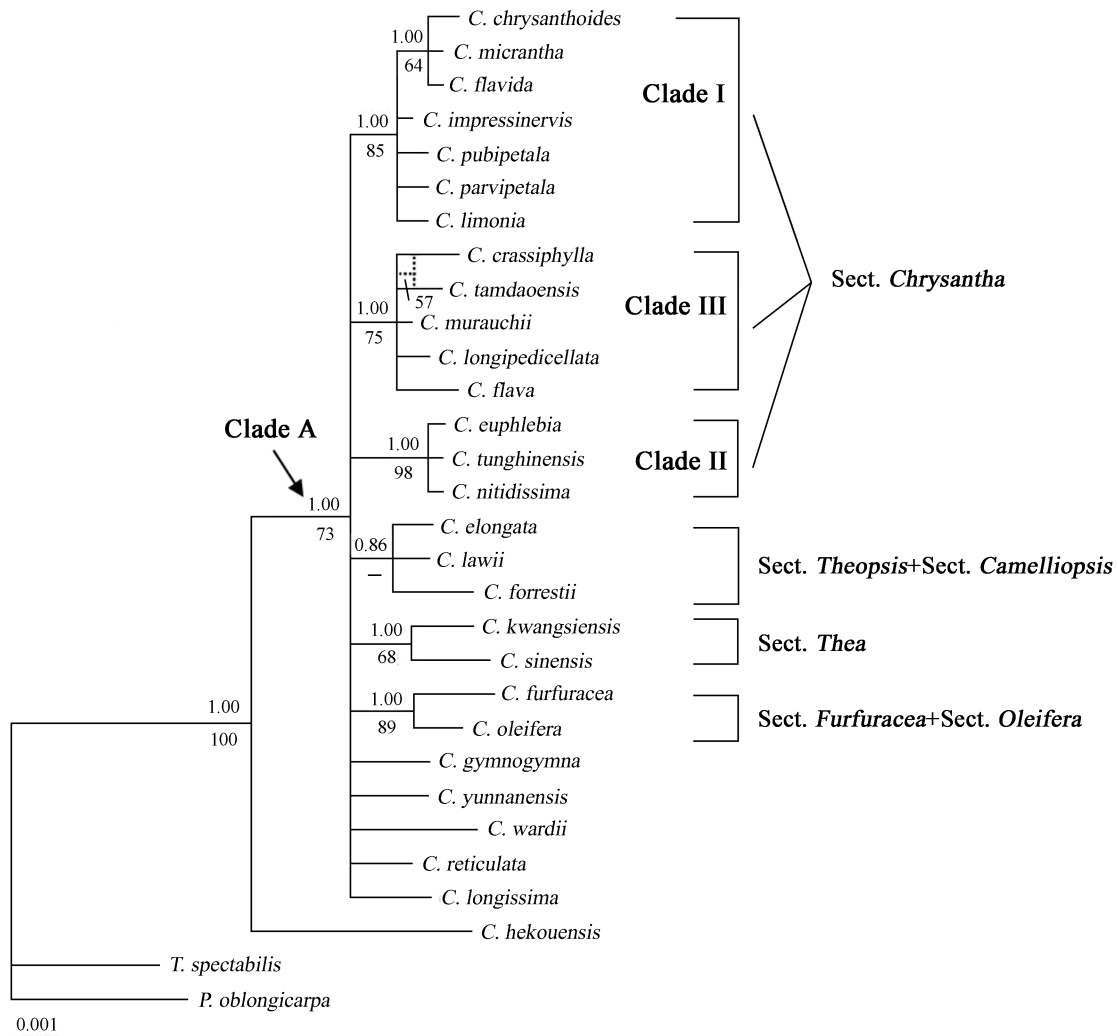 C. chrysanthoides
1.00
C. micrantha
64
C. flavida
Clade I
1.00
C. impressinervis
85
C. pubipetala
C. parvipetala
C. limonia
C. crassiphylla
Sect. Chrysantha
C. tamdaoensis
57
Clade III
1.00
C. murauchii
75
C. longipedicellata
C. flava
Clade A
C. euphlebia
1.00
C. tunghinensis
Clade II
98
C. nitidissima
1.00
73
C. elongata
0.86
C. lawii
–
Sect. Theopsis+Sect. Camelliopsis
C. forrestii
C. kwangsiensis
1.00
Sect. Thea
68
C. sinensis
C. furfuracea
1.00
Sect. Furfuracea+Sect. Oleifera
89
C. oleifera
1.00
100
C. gymnogymna
C. yunnanensis
C. wardii
C. reticulata
C. longissima
C. hekouensis
T. spectabilis
P. oblongicarpa
0.001